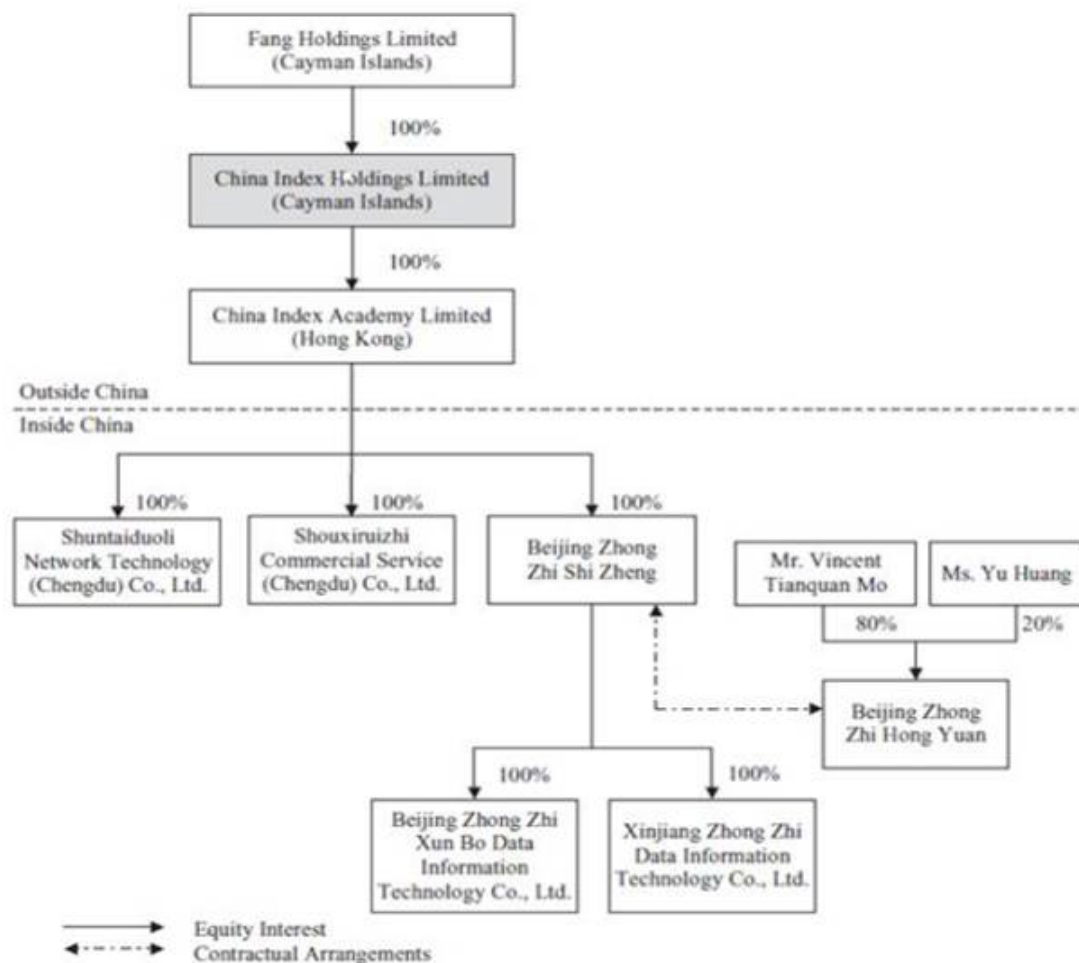 Fang Holdings Limited
(Cayman Islands)
100%
China Index Holdings Limited
(Cayman Islands)
100%
China Index Academy Limited
(Hong Kong)
Outside China
Inside China
100%
100%
100%
Shuntaiduoli
Network Technology
(Chengdu) Co., Ltd.
Shouxiruizhi
Commercial Service
(Chengdu) Co., Ltd.
Beijing Zhong
Zhi Shi Zheng
Mr. Vincent
Tianquan Mo
Ms. Yu Huang
80%
20%
Beijing Zhong
Zhi Hong Yuan
100%
100%
Beijing Zhong Zhi
Xun Bo Data
Information
Technology Co., Ltd.
Xinjiang Zhong Zhi
Data Information
Technology Co., Ltd.
Equity Interest
Contractual Arrangements